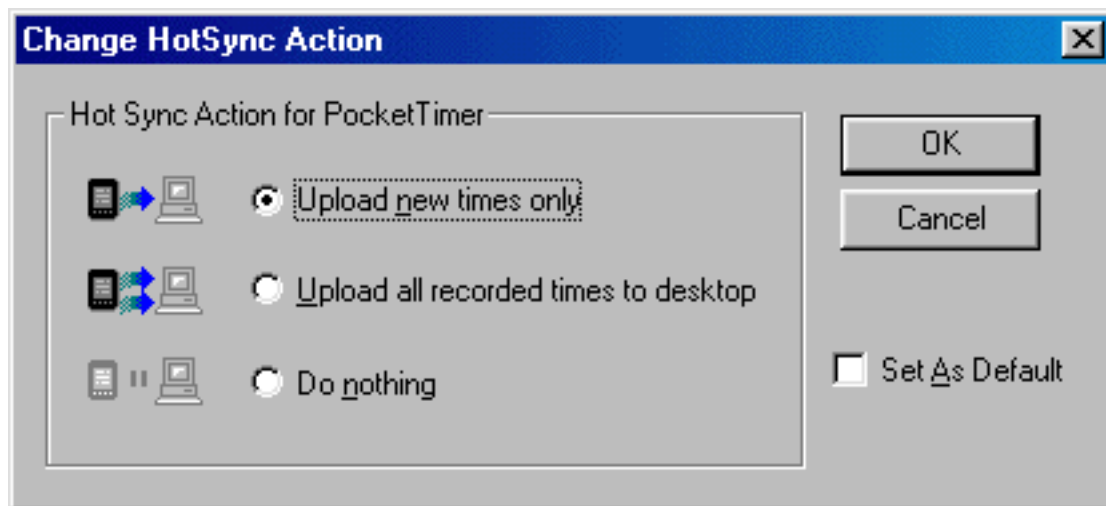 Change HotSync Action
Hot Sync Action for PocketTimer
Upload new times only
Upload all recorded times to desktop
Do nothing
OK
Cancel
Set As Default